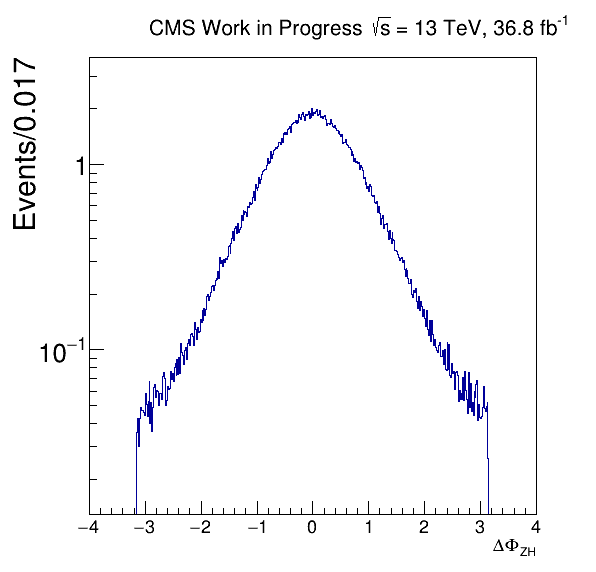 CMS Work in Progress √s = 13 TeV, 36.8 fb⁻¹
Events/0.017
1
10⁻¹
−4 −3 −2 −1 0 1 2 3 4
ΔΦ_ZH